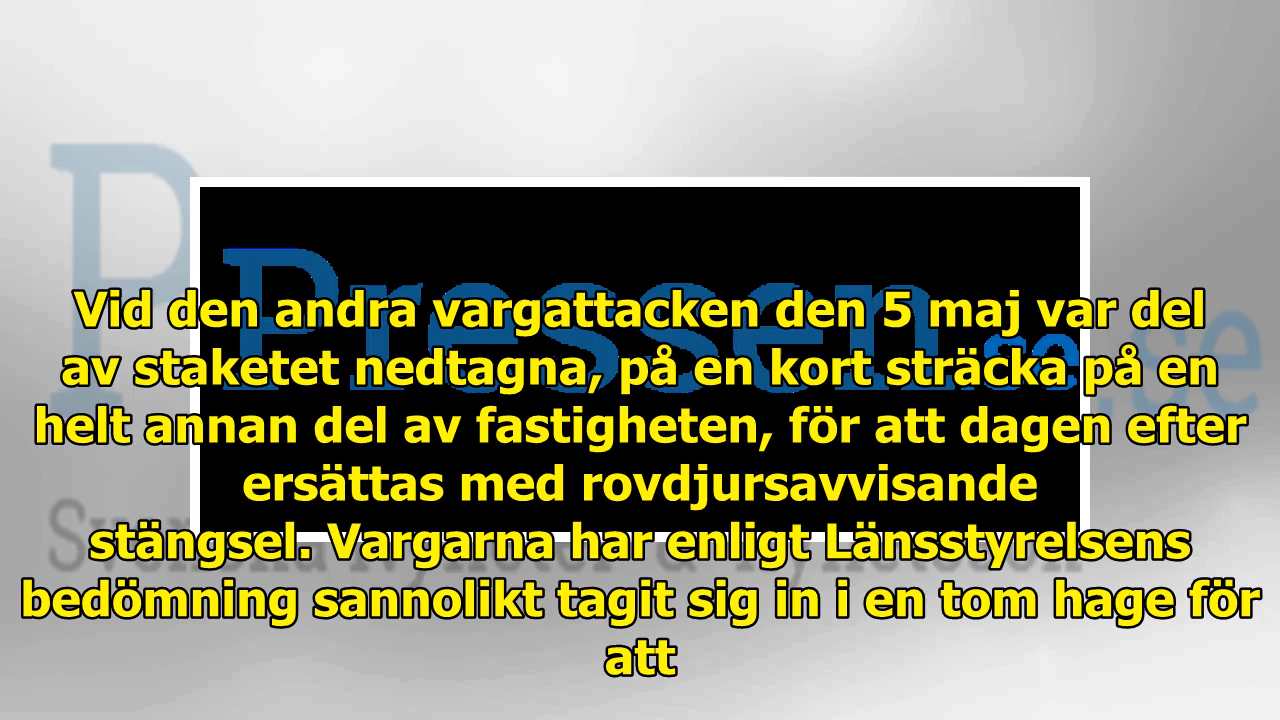 Pressen.se
Vid den andra vargattacken den 5 maj var del
av staketet nedtagna, på en kort sträcka på en
helt annan del av fastigheten, för att dagen efter
ersättas med rovdjursavvisande
stängsel. Vargarna har enligt Länsstyrelsens
bedömning sannolikt tagit sig in i en tom hage för
att